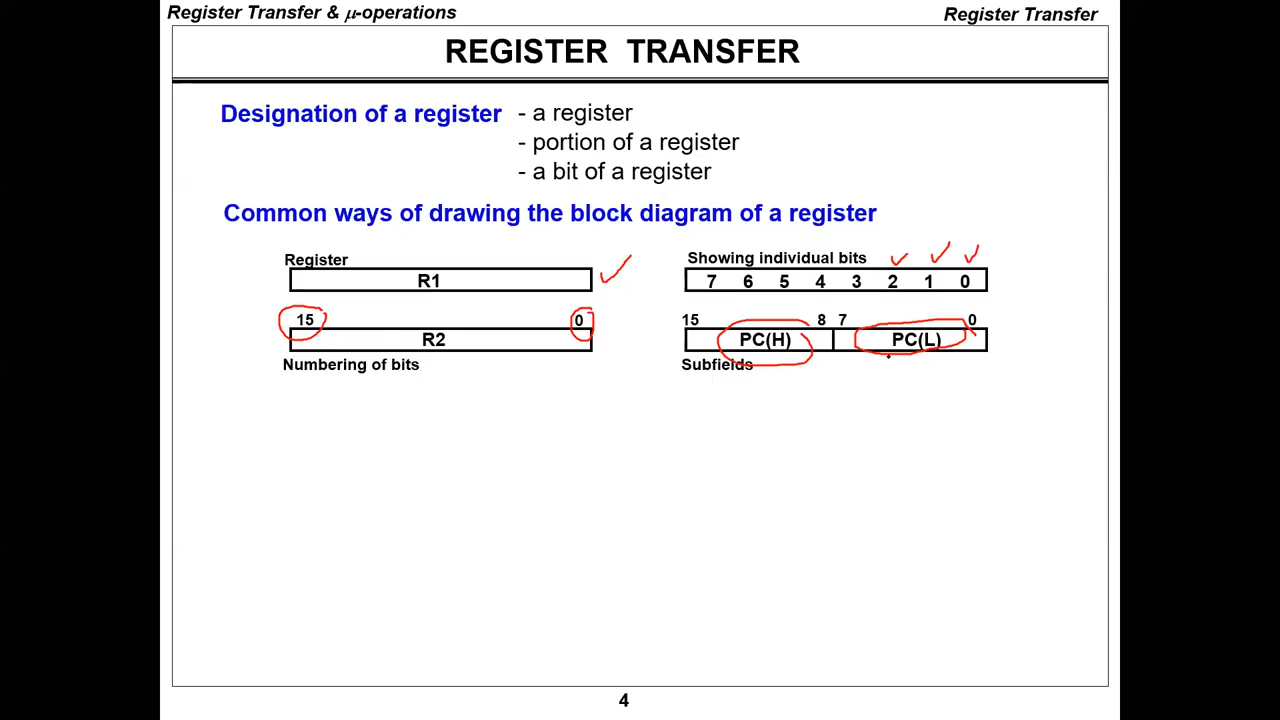 Register Transfer & μ-operations
Register Transfer
REGISTER TRANSFER
Designation of a register - a register
- portion of a register
- a bit of a register
Common ways of drawing the block diagram of a register
Register
R1
Showing individual bits
7 6 5 4 3 2 1 0
15 0
R2
Numbering of bits
15 8 7 0
PC(H) PC(L)
Subfields
4